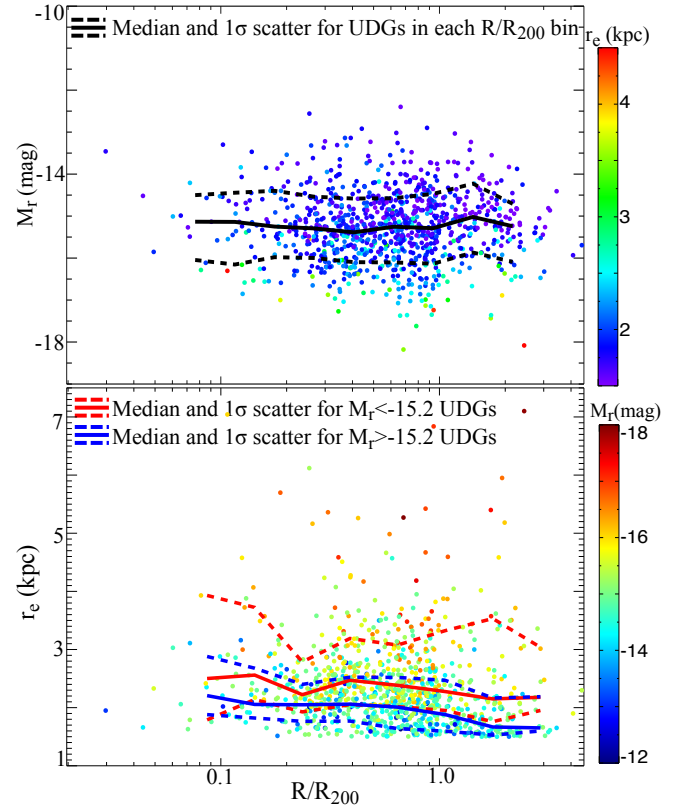 -10
Median and 1σ scatter for UDGs in each R/R200 bin
re (kpc)
-14
-18
Mr (mag)
4
3
2
Median and 1σ scatter for Mr<-15.2 UDGs
Median and 1σ scatter for Mr>-15.2 UDGs
Mr(mag)
7
5
3
1
re (kpc)
-18
-16
-14
-12
0.1
1.0
R/R200